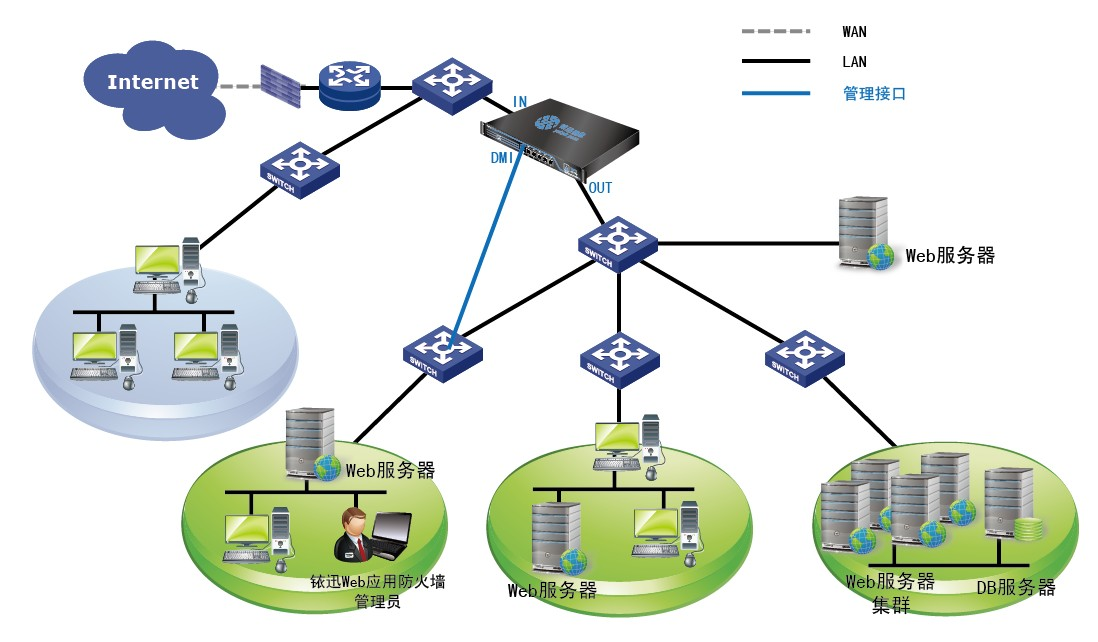 WAN
LAN
管理接口
Internet
IN
DMI
OUT
SWITCH
SWITCH
Web服务器
SWITCH
SWITCH
SWITCH
Web服务器
铱迅Web应用防火墙
管理员
Web服务器
Web服务器
集群
DB服务器